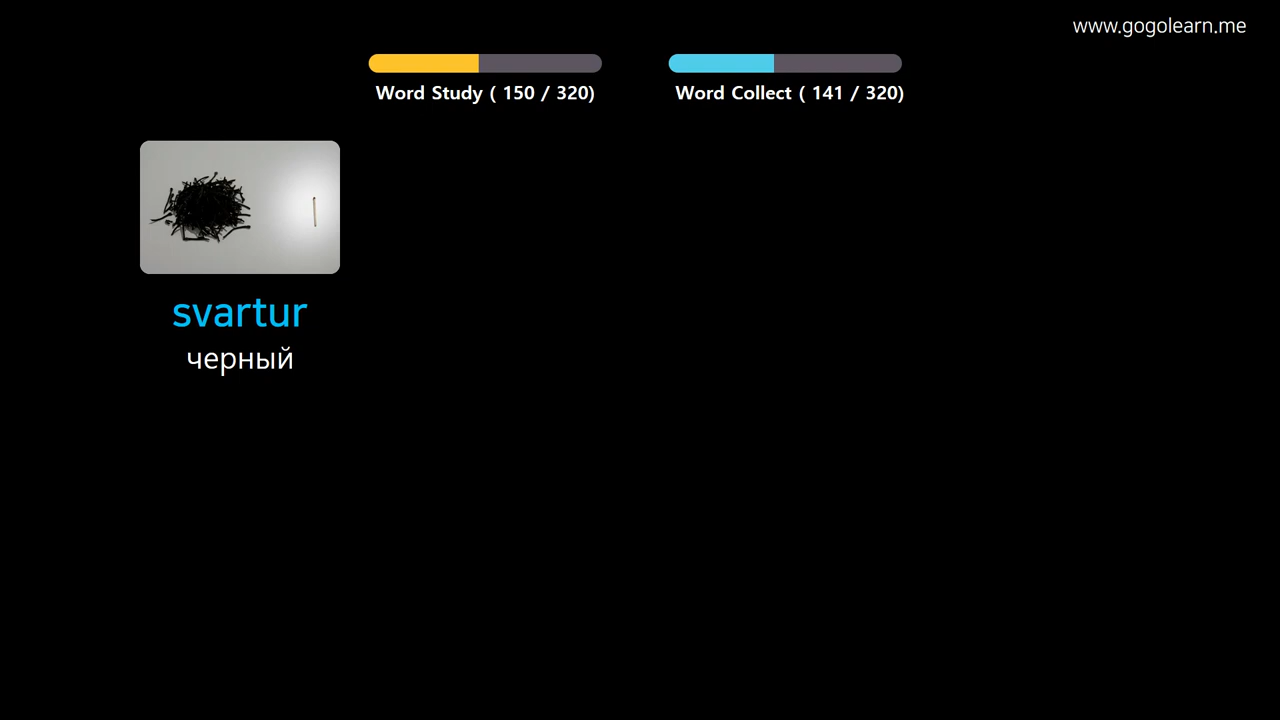 www.gogolearn.me
Word Study ( 150 / 320)
Word Collect ( 141 / 320)
svartur
черный